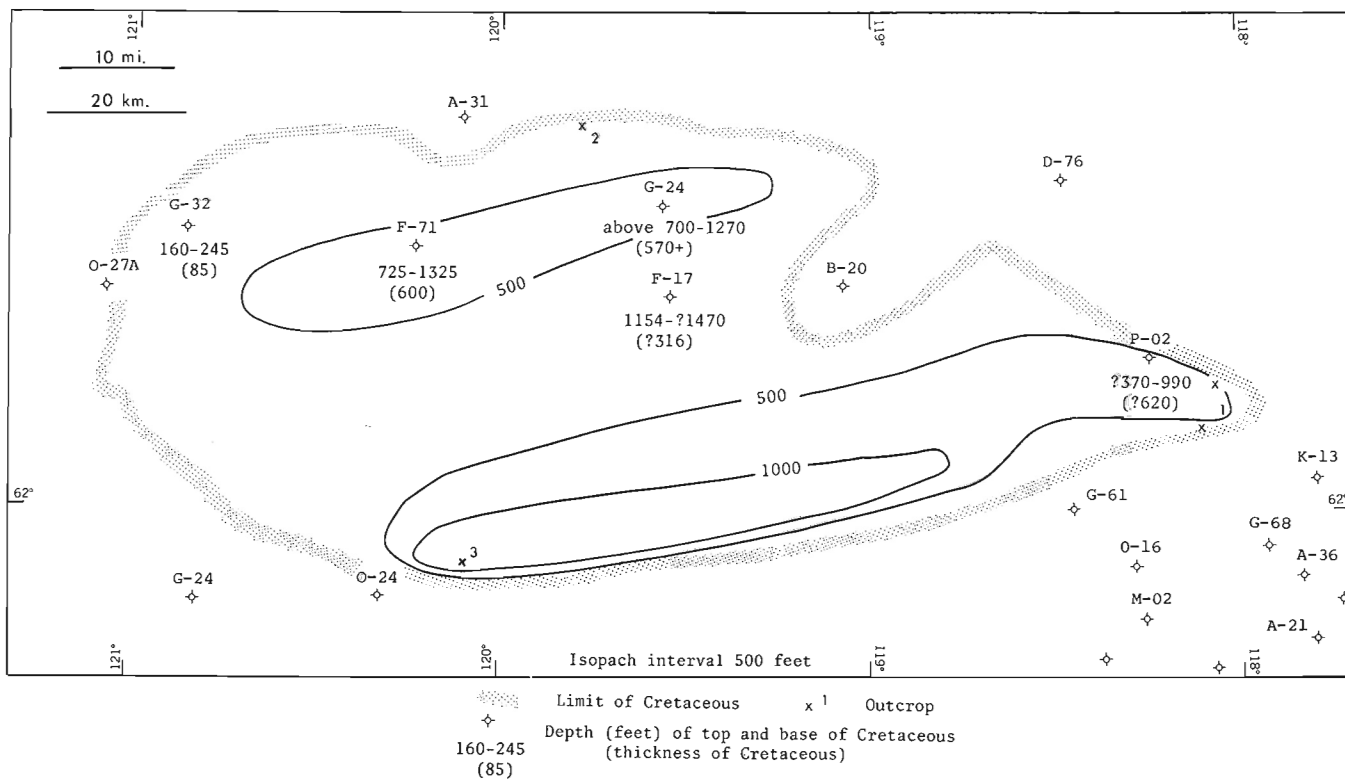 121°
120°
119°
118°
10 mi.
20 km.
A-31
2
D-76
G-32
160-245
(85)
G-24
above 700-1270
(570+)
F-71
725-1325
(600)
500
O-27A
F-17
1154-?1470
(?316)
B-20
P-02
?370-990
(?620)
1
500
1000
K-13
62°
62°
G-61
G-68
3
O-16
A-36
G-24
O-24
M-02
A-21
121°
120°
119°
118°
Isopach interval 500 feet
Limit of Cretaceous
x 1 Outcrop
160-245
(85)
Depth (feet) of top and base of Cretaceous
(thickness of Cretaceous)